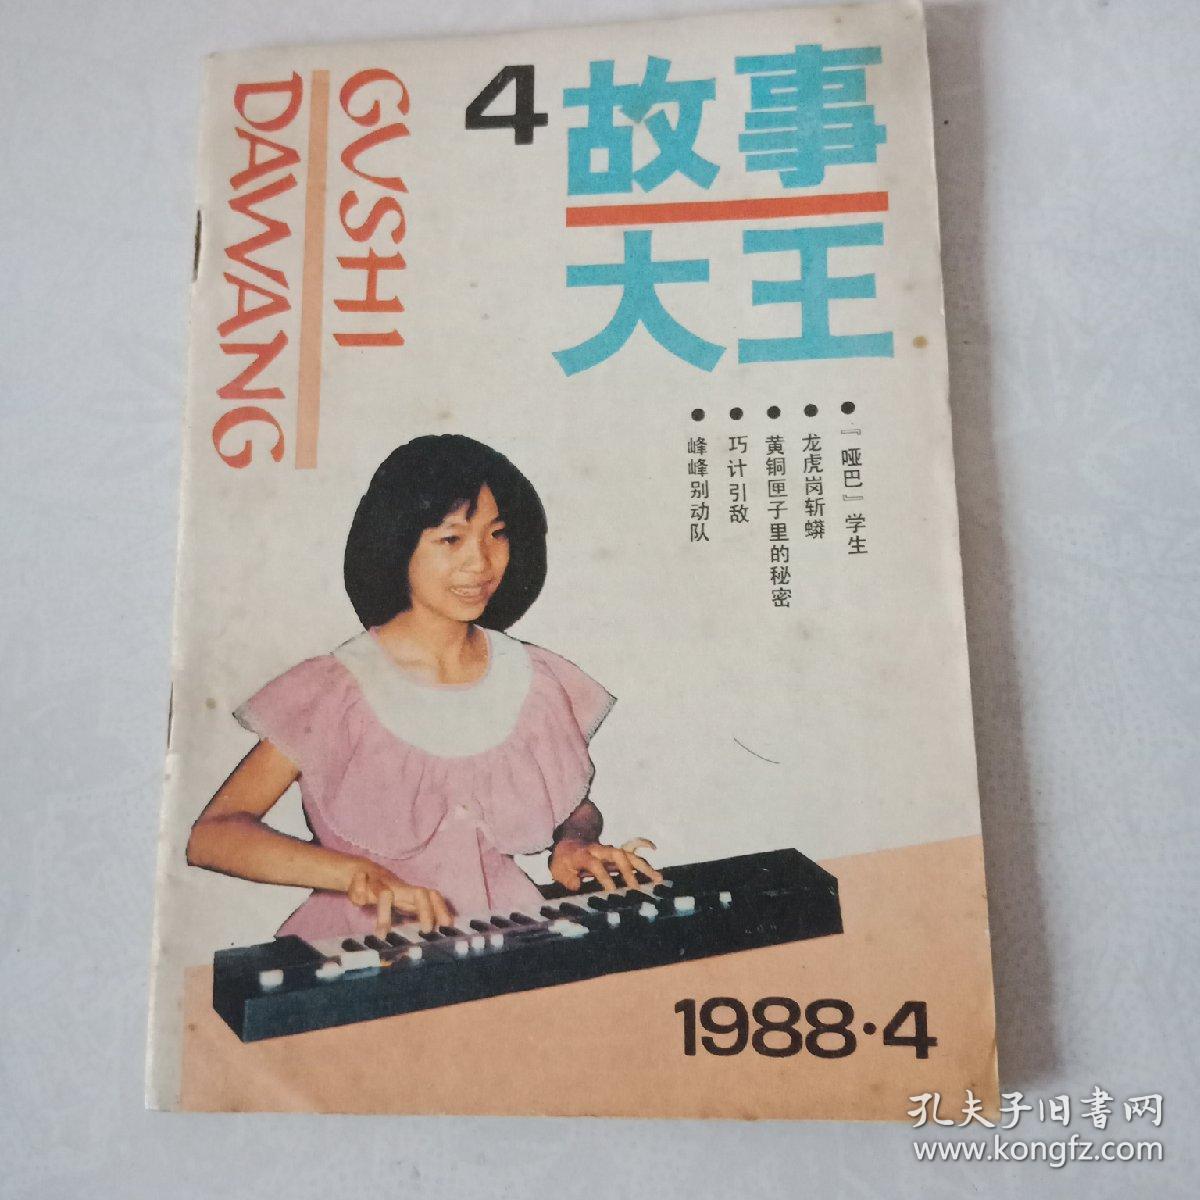 GUSHI
DAWANG
4
故事
大王
●『哑巴』学生
●龙虎岗斩蟒
●黄铜匣子里的秘密
●巧计引敌
●峰峰别动队
1988·4
孔夫子旧書网
www.kongfz.com